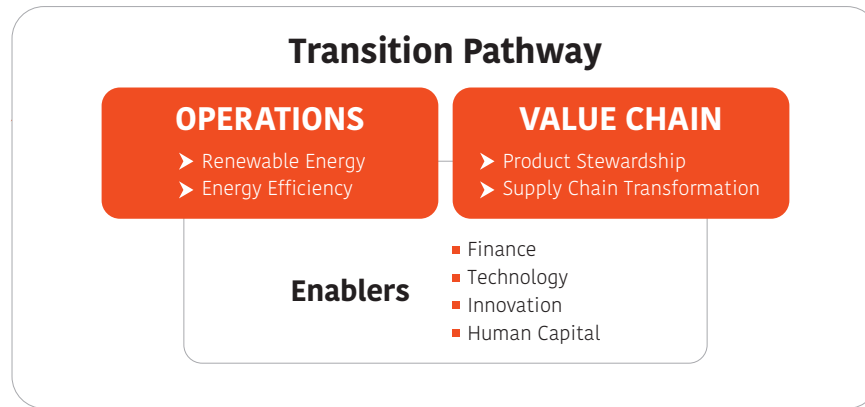 Transition Pathway
OPERATIONS
Renewable Energy
Energy Efficiency
VALUE CHAIN
Product Stewardship
Supply Chain Transformation
Enablers
Finance
Technology
Innovation
Human Capital